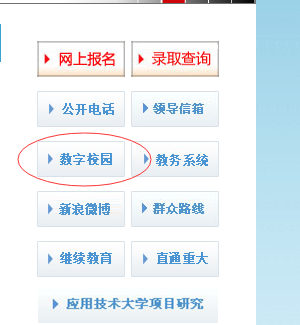 网上报名 录取查询
公开电话 领导信箱
数字校园 教务系统
新浪微博 群众路线
继续教育 直通重大
应用技术大学项目研究